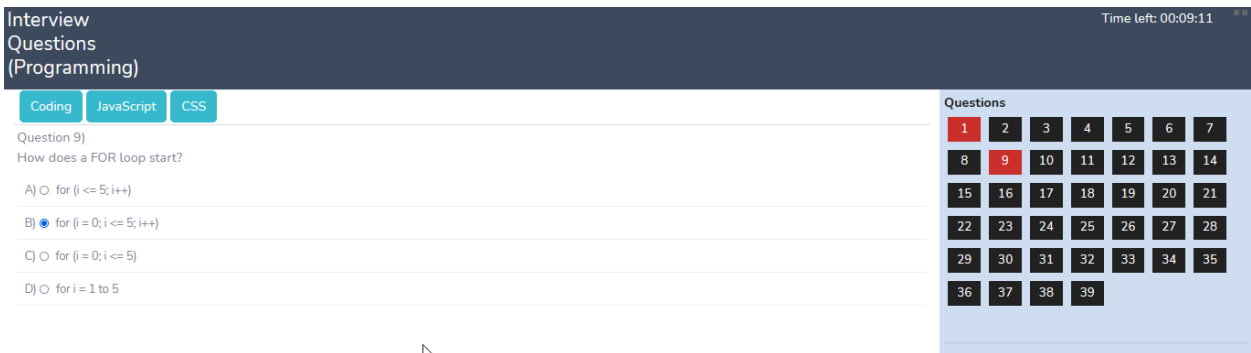 Interview
Questions
(Programming)
Time left: 00:09:11
Coding JavaScript CSS
Question 9)
How does a FOR loop start?
A) for (i <= 5; i++)
B) for (i = 0; i <= 5; i++)
C) for (i = 0; i <= 5)
D) for i = 1 to 5
Questions
1 2 3 4 5 6 7
8 9 10 11 12 13 14
15 16 17 18 19 20 21
22 23 24 25 26 27 28
29 30 31 32 33 34 35
36 37 38 39